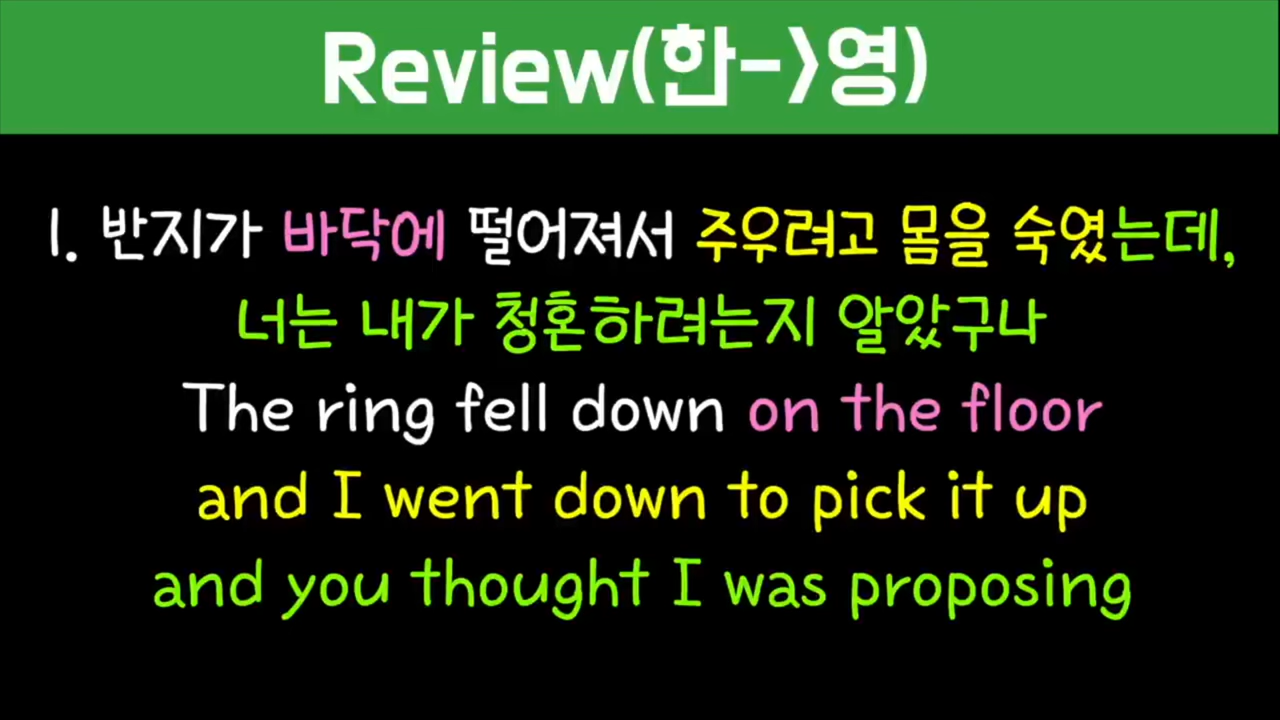 Review(한->영)
1. 반지가 바닥에 떨어져서 주우려고 몸을 숙였는데,
너는 내가 청혼하려는지 알았구나
The ring fell down on the floor
and I went down to pick it up
and you thought I was proposing